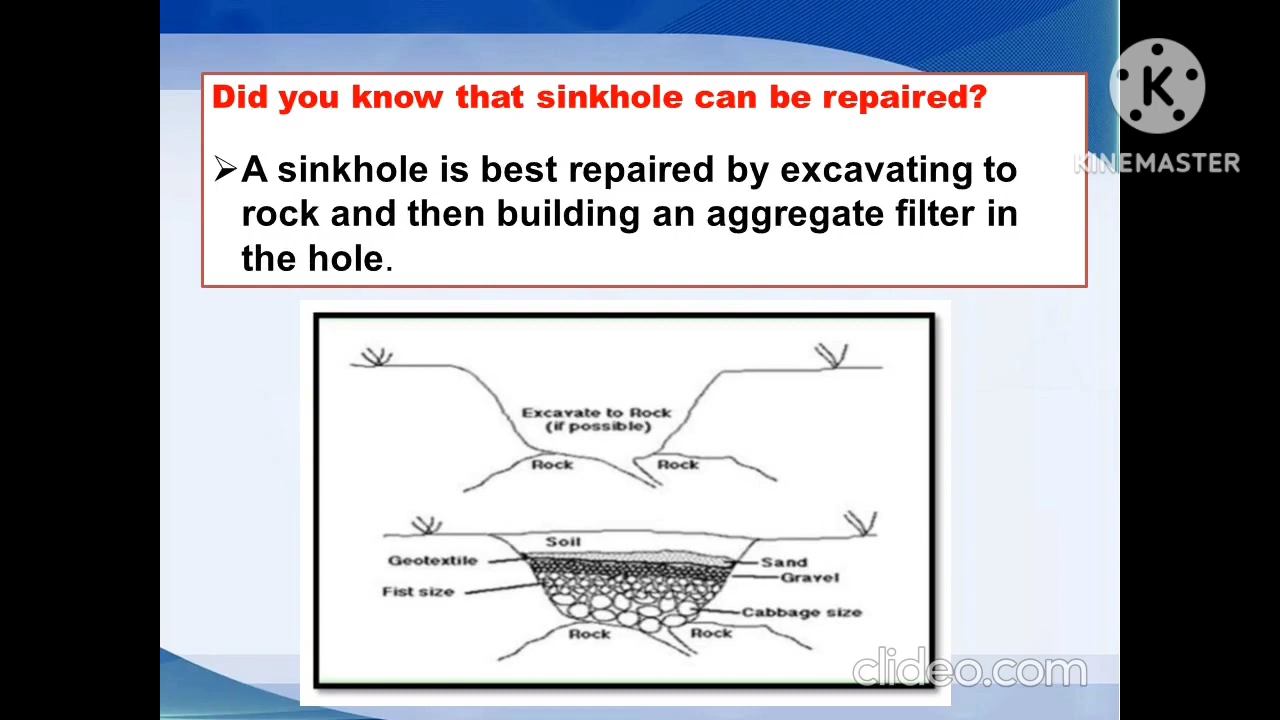 Did you know that sinkhole can be repaired?
K
KINEMASTER
➢A sinkhole is best repaired by excavating to
rock and then building an aggregate filter in
the hole.
Excavate to Rock
(if possible)
Rock
Rock
Soil
Geotextile
Sand
Gravel
Fist size
Cabbage size
Rock
Rock
clideo.com